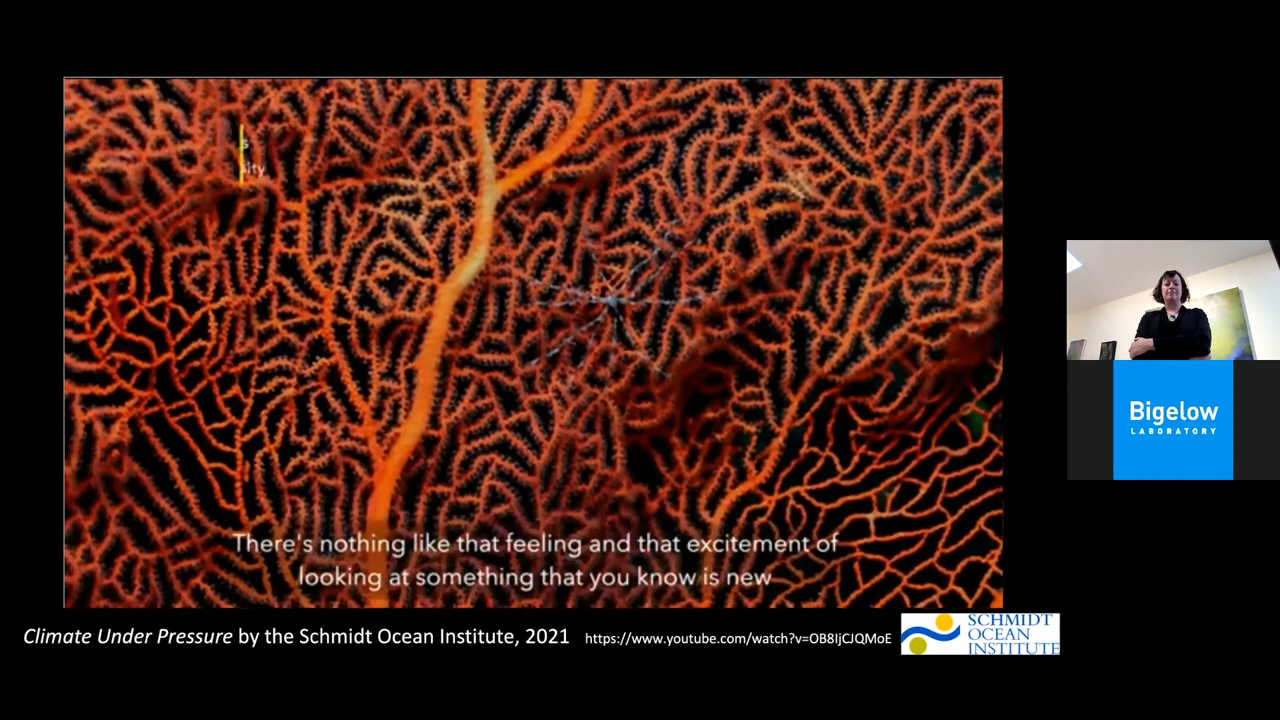 s
ity
There's nothing like that feeling and that excitement of
looking at something that you know is new
Climate Under Pressure by the Schmidt Ocean Institute, 2021 https://www.youtube.com/watch?v=OB8IjCJQMoE
SCHMIDT
OCEAN
INSTITUTE
Bigelow
LABORATORY